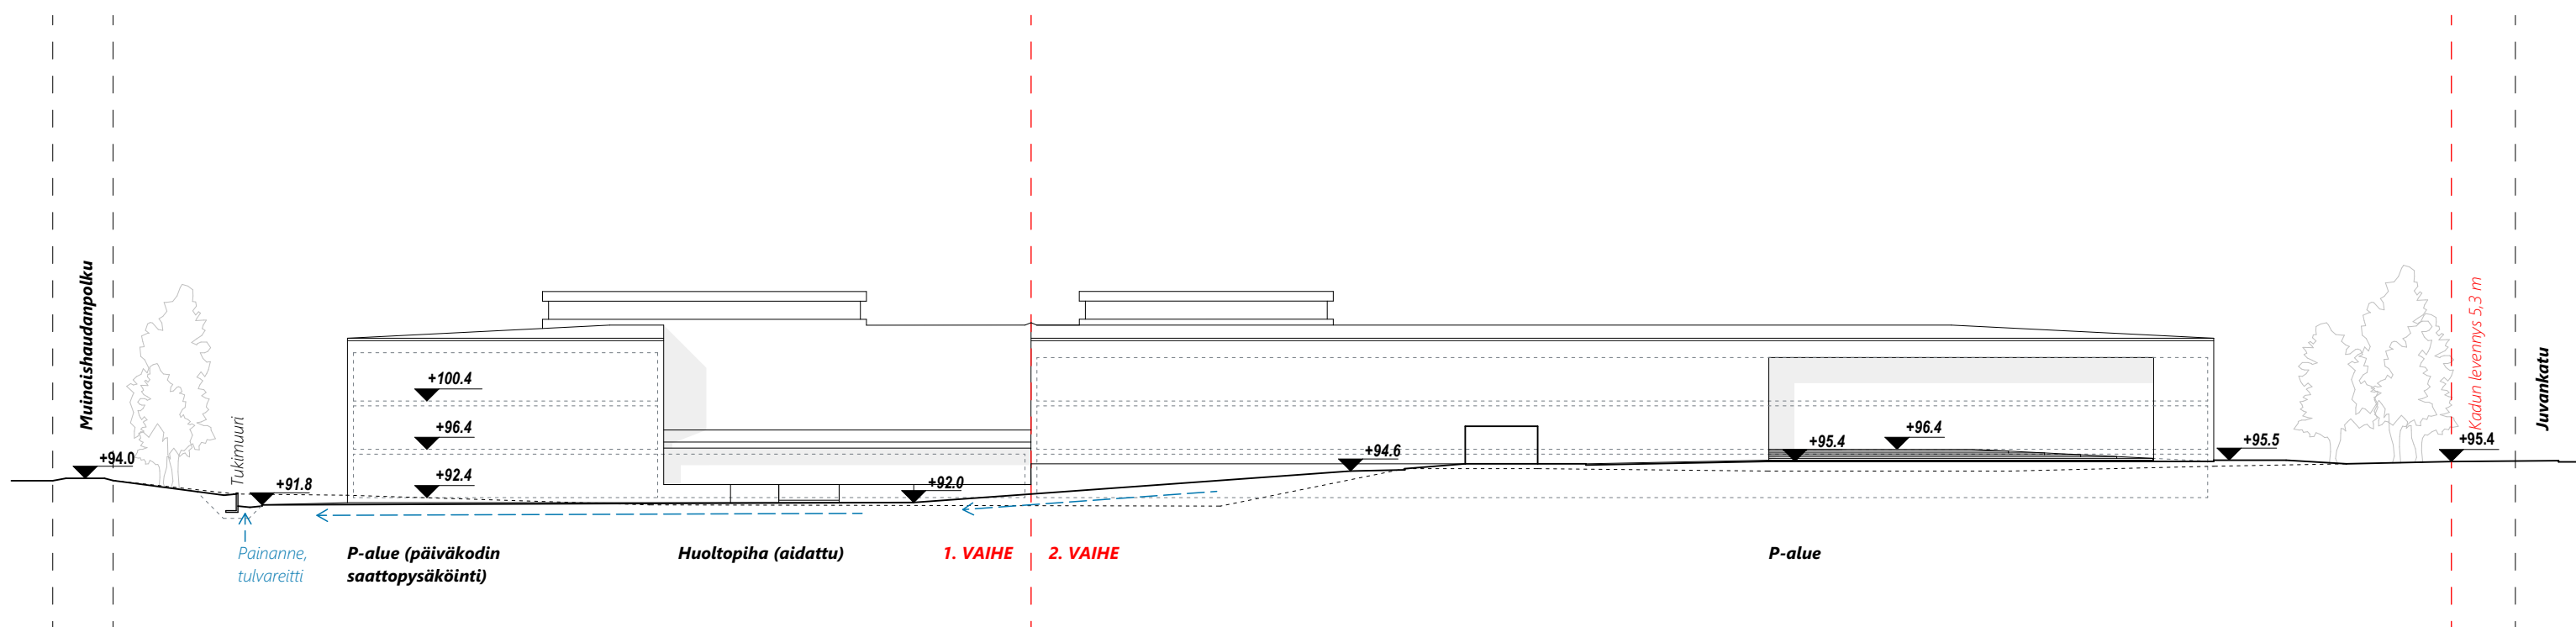 Muinaishaudanpolku
+94.0
Tukimuuri
+91.8
+100.4
+96.4
+92.4
+92.0
+94.6
+95.4
+96.4
+95.5
Kadun levennys 5,3 m
+95.4
Juvankatu
Painanne,
tulvareitti
P-alue (päiväkodin
saattopysäköinti)
Huoltopiha (aidattu)
1. VAIHE
2. VAIHE
P-alue